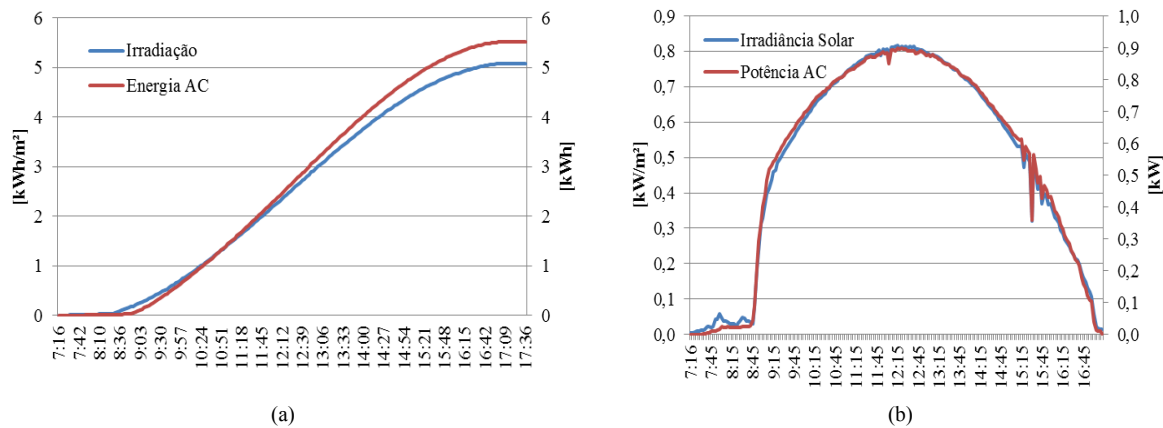 6
5
4
3
2
1
0
[kWh/m²]
Irradiação
Energia AC
6
5
4
3
2
1
0
[kWh]
7:16 7:42 8:10 8:36 9:03 9:30 9:57 10:24 10:51 11:18 11:45 12:12 12:39 13:06 13:33 14:00 14:27 14:54 15:21 15:48 16:15 16:42 17:09 17:36
(a)
0,9
0,8
0,7
0,6
0,5
0,4
0,3
0,2
0,1
0,0
[kW/m²]
Irradiância Solar
Potência AC
1,0
0,9
0,8
0,7
0,6
0,5
0,4
0,3
0,2
0,1
0,0
[kW]
7:16 7:45 8:15 8:45 9:15 9:45 10:15 10:45 11:15 11:45 12:15 12:45 13:15 13:45 14:15 14:45 15:15 15:45 16:15 16:45
(b)